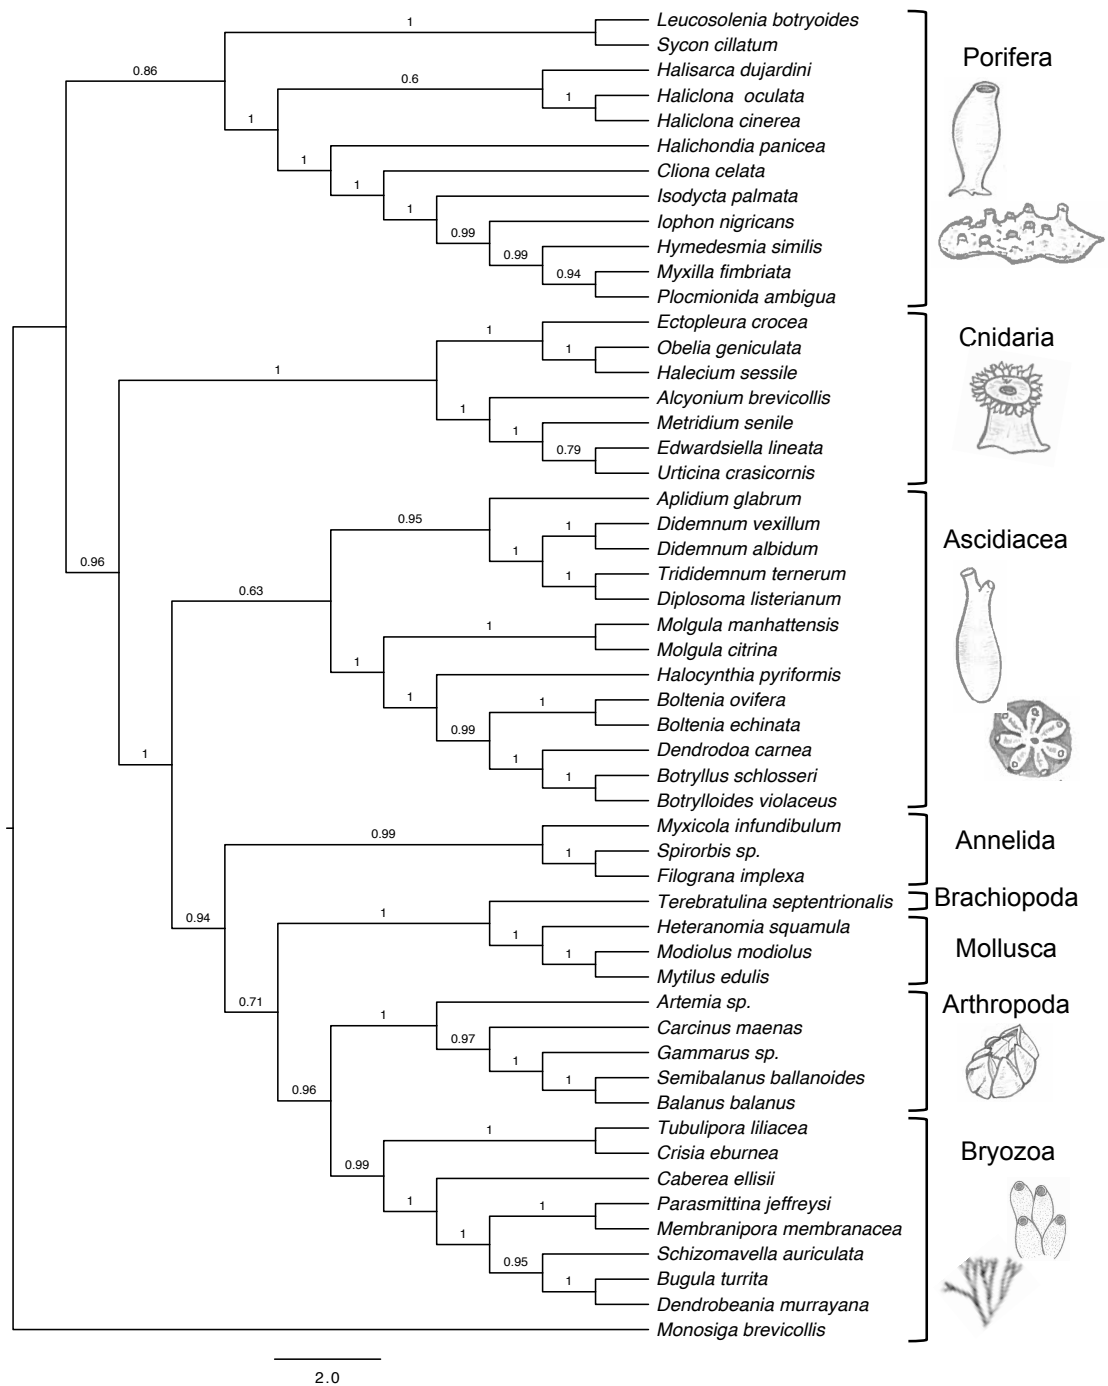 1
Leucosolenia botryoides
Sycon cillatum
Porifera
0.86
0.6
Halisarca dujardini
1
Haliclona oculata
Haliclona cinerea
1
Halichondia panicea
1
Cliona celata
1
Isodycta palmata
1
Iophon nigricans
0.99
Hymedesmia similis
0.99
Myxilla fimbriata
0.94
Plocmionida ambigua
Ectopleura crocea
1
Cnidaria
Obelia geniculata
1
Halecium sessile
1
Alcyonium brevicollis
1
Metridium senile
1
Edwardsiella lineata
0.79
Urticina crasicornis
Aplidium glabrum
0.95
Didemnum vexillum
1
Ascidiacea
Didemnum albidum
1
0.96
Trididemnum ternerum
1
Diplosoma listerianum
0.63
Molgula manhattensis
1
Molgula citrina
1
Halocynthia pyriformis
1
Boltenia ovifera
1
Boltenia echinata
0.99
Dendrodoa carnea
1
1
Botryllus schlosseri
1
Botrylloides violaceus
Myxicola infundibulum
0.99
Annelida
Spirorbis sp.
1
Filograna implexa
Terebratulina septentrionalis
Brachiopoda
0.94
1
Heteranomia squamula
1
Mollusca
Modiolus modiolus
1
Mytilus edulis
Artemia sp.
Arthropoda
0.71
1
Carcinus maenas
0.97
Gammarus sp.
1
Semibalanus ballanoides
1
0.96
Balanus balanus
Tubulipora liliacea
1
Crisia eburnea
Bryozoa
0.99
Caberea ellisii
1
Parasmittina jeffreysi
1
Membranipora membranacea
1
Schizomavella auriculata
0.95
Bugula turrita
1
Dendrobeania murrayana
Monosiga brevicollis
2.0